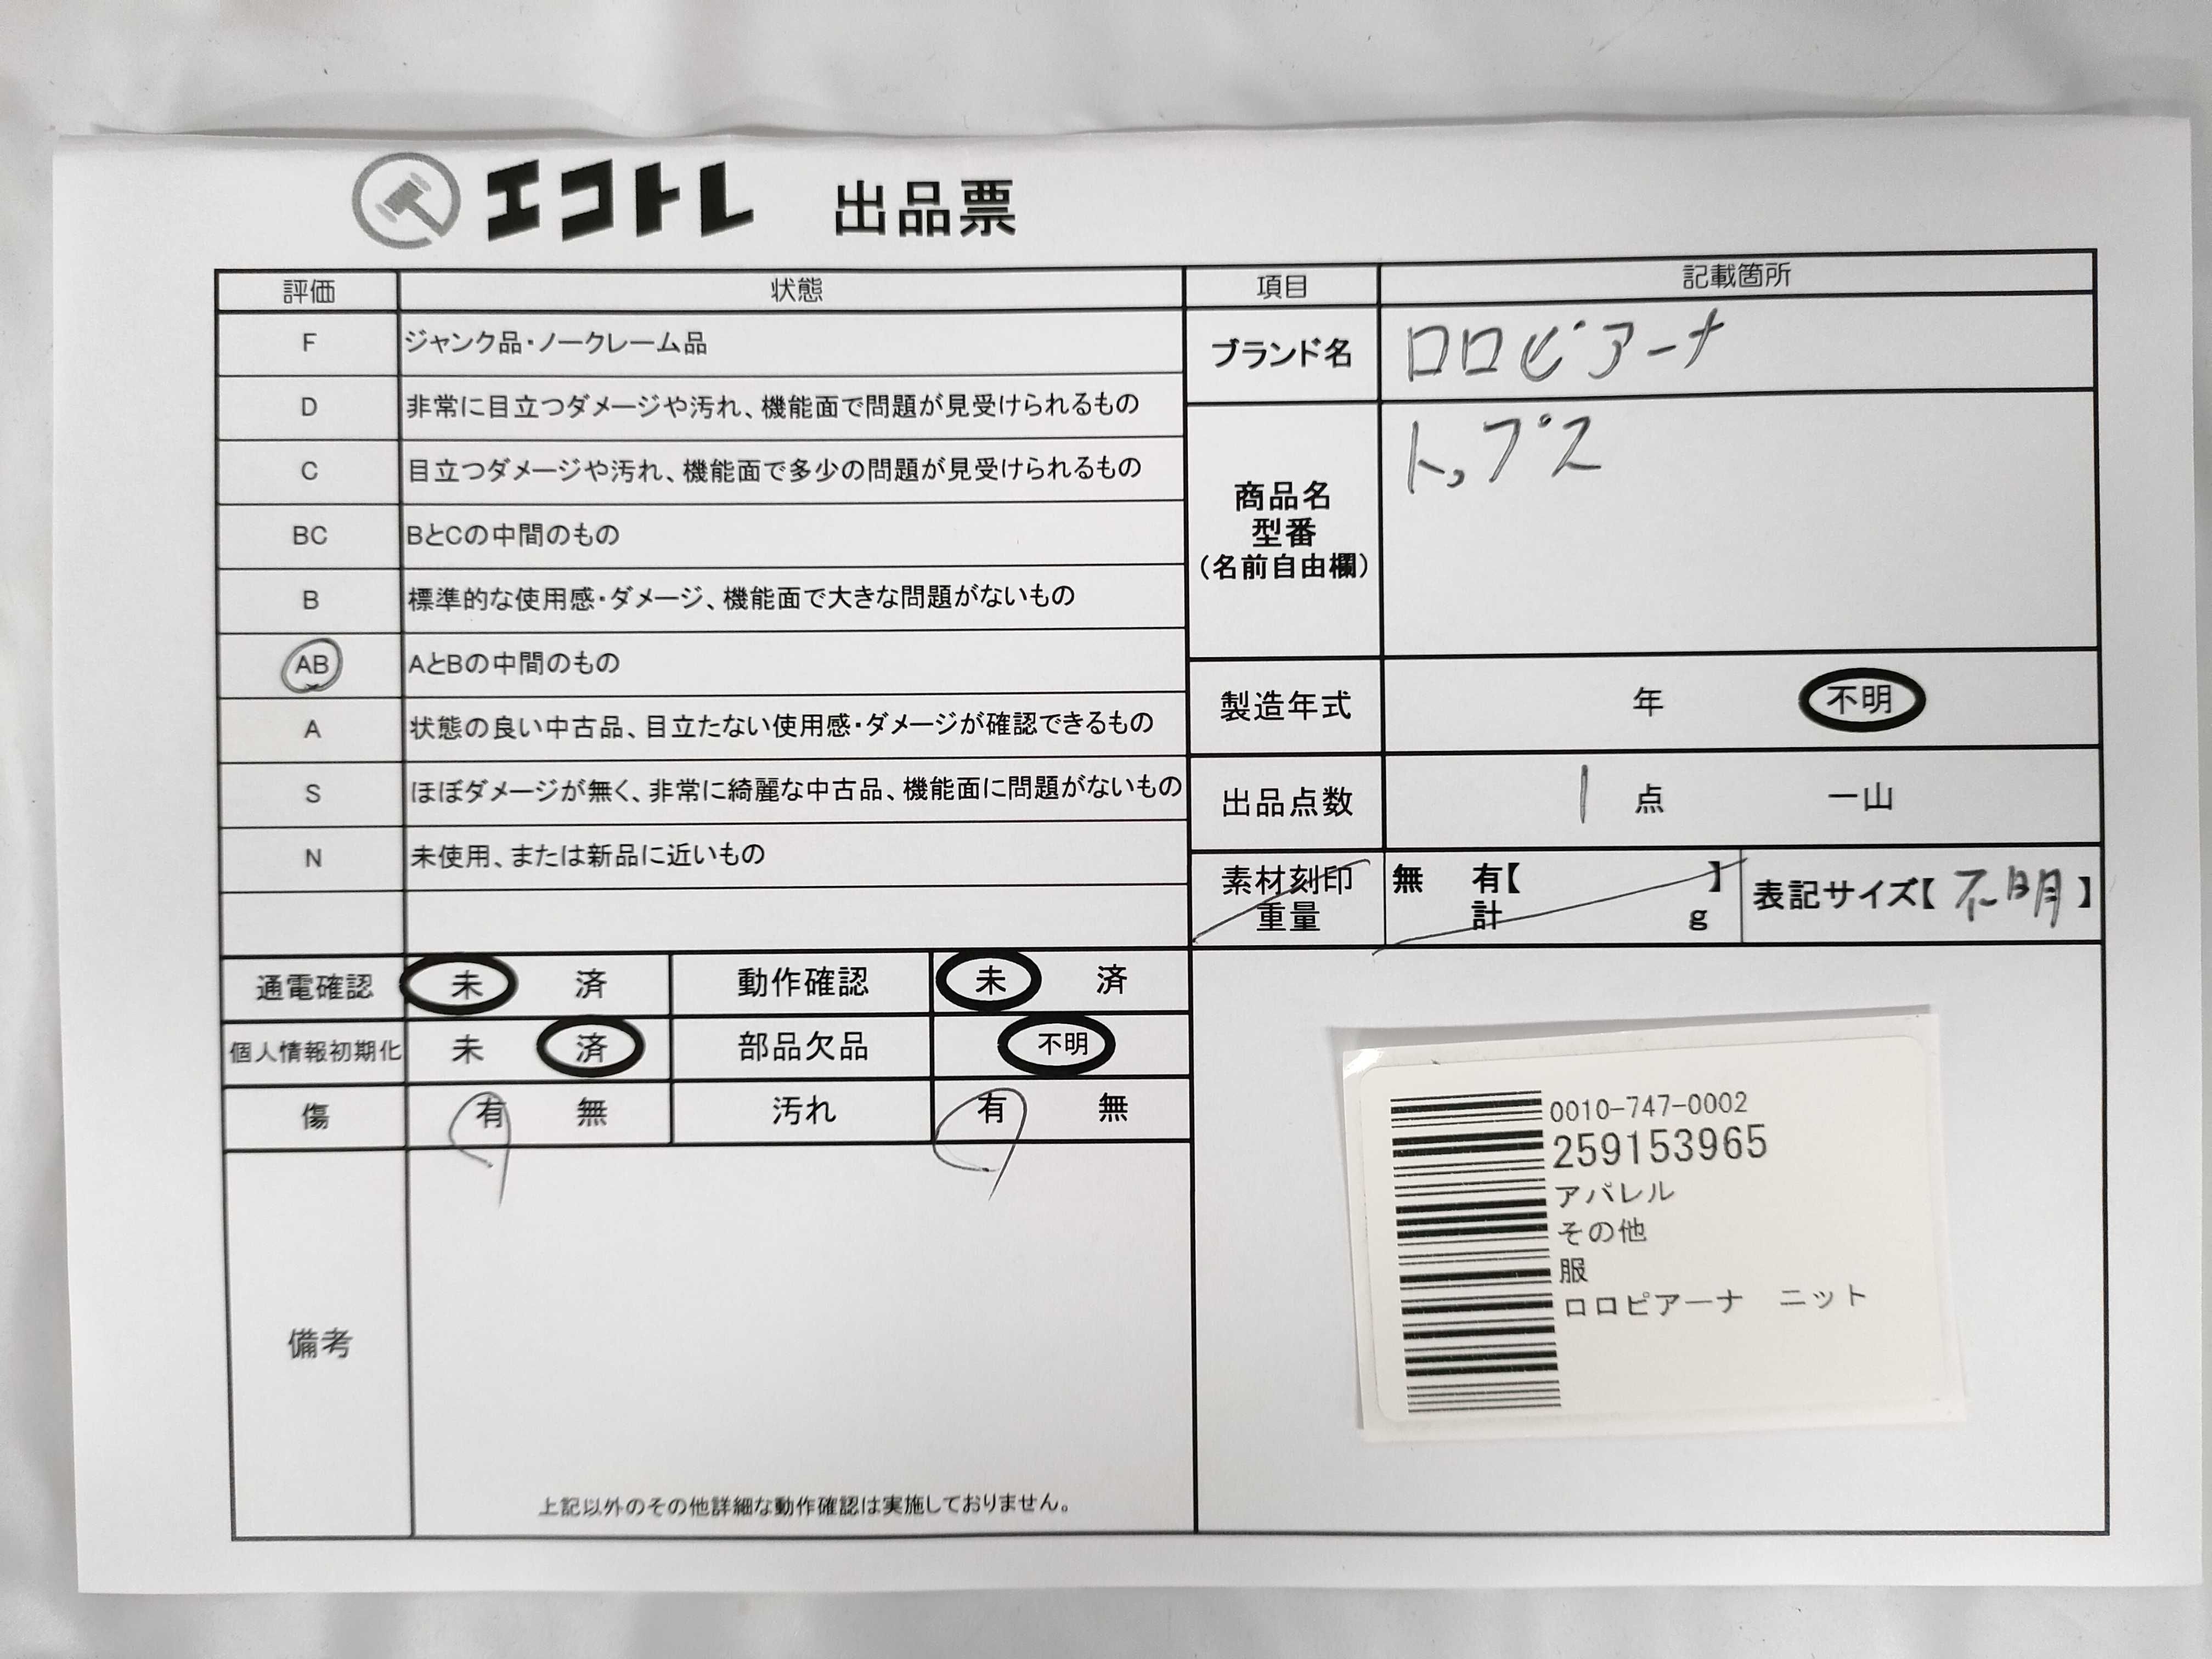 エコトレ 出品票
評価 状態 項目 記載箇所
F ジャンク品・ノークレーム品
D 非常に目立つダメージや汚れ、機能面で問題が見受けられるもの
C 目立つダメージや汚れ、機能面で多少の問題が見受けられるもの
BC BとCの中間のもの
B 標準的な使用感・ダメージ、機能面で大きな問題がないもの
AB AとBの中間のもの
A 状態の良い中古品、目立たない使用感・ダメージが確認できるもの
S ほぼダメージが無く、非常に綺麗な中古品、機能面に問題がないもの
N 未使用、または新品に近いもの
ブランド名 ロロピアーナ
商品名
型番
(名前自由欄)
トップス
製造年式 年 不明
出品点数 1 点 一山
素材刻印
重量
無 有【 】
計 g
表記サイズ【 不明 】
通電確認 未 済 動作確認 未 済
個人情報初期化 未 済 部品欠品 不明
傷 有 無 汚れ 有 無
備考
上記以外のその他詳細な動作確認は実施しておりません。
0010-747-0002
259153965
アパレル
その他
服
ロロピアーナ ニット